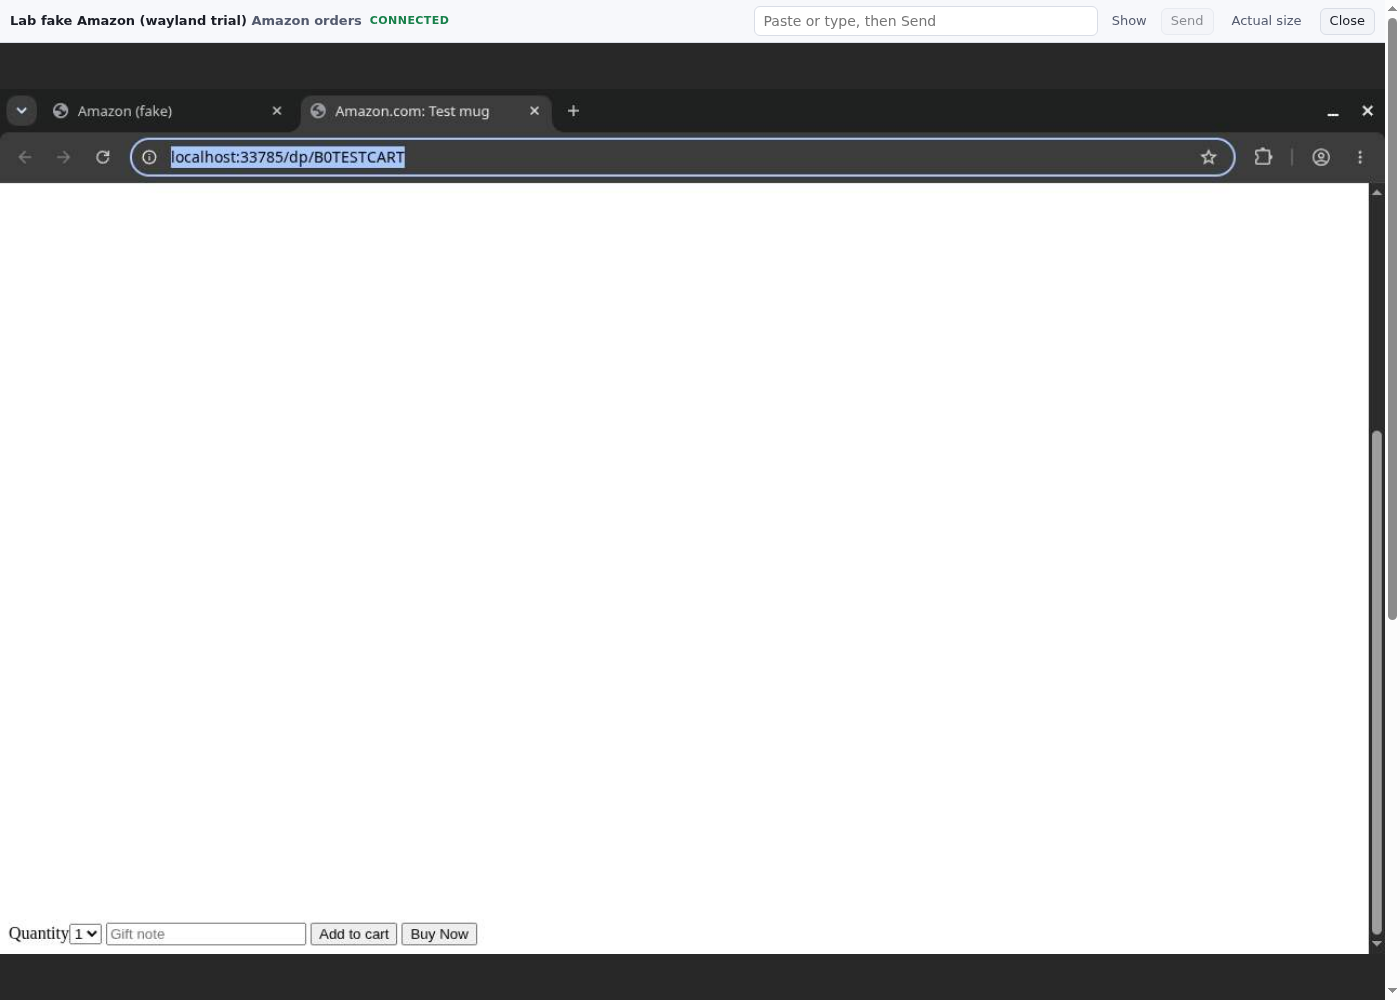 Lab fake Amazon (wayland trial) Amazon orders CONNECTED Paste or type, then Send Show Send Actual size Close
Amazon (fake) Amazon.com: Test mug
localhost:33785/dp/B0TESTCART
Quantity 1 Gift note Add to cart Buy Now